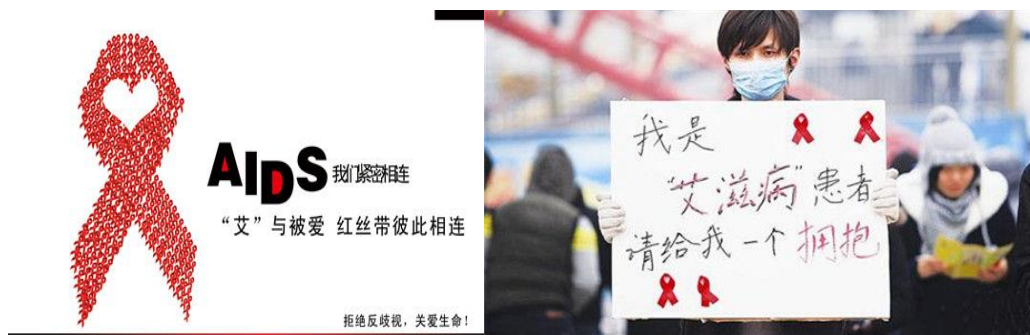 AIDS 我们紧密相连
“艾”与被爱 红丝带彼此相连
拒绝反歧视，关爱生命！
我是
“艾滋病”患者
请给我一个拥抱